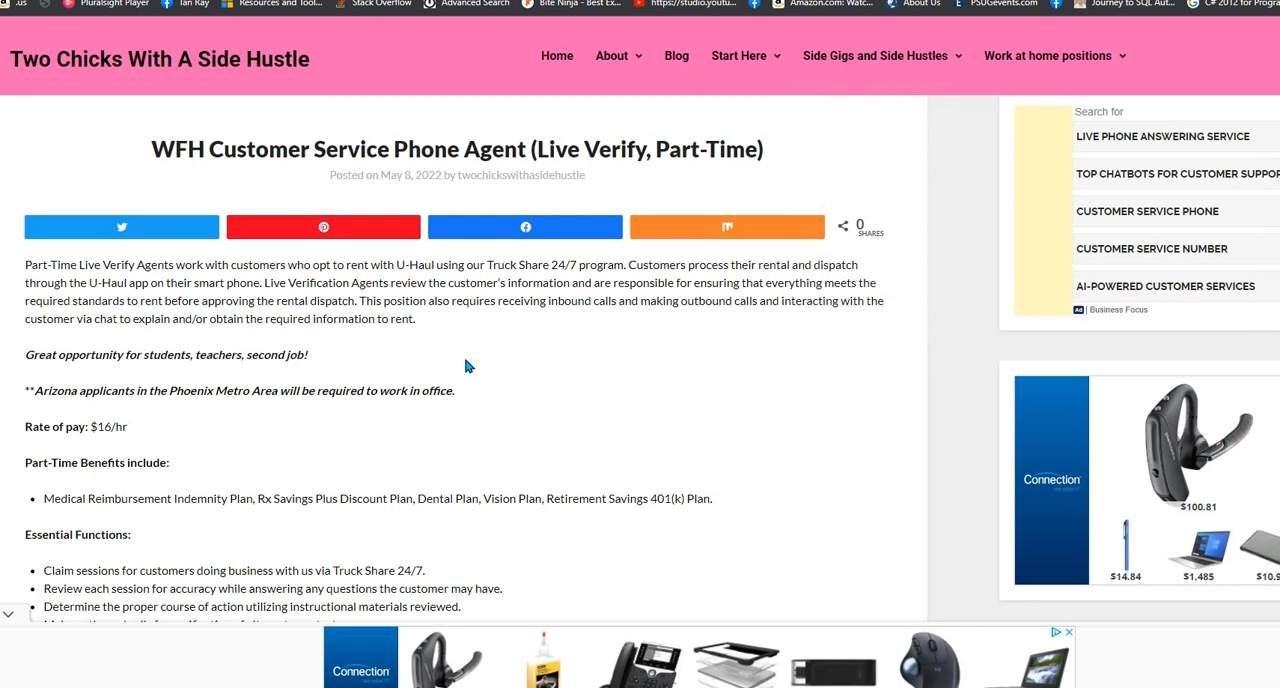 .us
Pluralsight Player
Ian Ray
Resources and Tool...
Stack Overflow
Advanced Search
Bite Ninja - Best Ex...
https://studio.youtu...
Amazon.com: Watc...
About Us
PSUGevents.com
Journey to SQL Aut...
C# 2012 for Progra
Two Chicks With A Side Hustle
Home
About
Blog
Start Here
Side Gigs and Side Hustles
Work at home positions
WFH Customer Service Phone Agent (Live Verify, Part-Time)
Posted on May 8, 2022 by twochickswithasidehustle
0
SHARES
Part-Time Live Verify Agents work with customers who opt to rent with U-Haul using our Truck Share 24/7 program. Customers process their rental and dispatch
through the U-Haul app on their smart phone. Live Verification Agents review the customer’s information and are responsible for ensuring that everything meets the
required standards to rent before approving the rental dispatch. This position also requires receiving inbound calls and making outbound calls and interacting with the
customer via chat to explain and/or obtain the required information to rent.
Great opportunity for students, teachers, second job!
**Arizona applicants in the Phoenix Metro Area will be required to work in office.
Rate of pay: $16/hr
Part-Time Benefits include:
• Medical Reimbursement Indemnity Plan, Rx Savings Plus Discount Plan, Dental Plan, Vision Plan, Retirement Savings 401(k) Plan.
Essential Functions:
• Claim sessions for customers doing business with us via Truck Share 24/7.
• Review each session for accuracy while answering any questions the customer may have.
• Determine the proper course of action utilizing instructional materials reviewed.
Search for
LIVE PHONE ANSWERING SERVICE
TOP CHATBOTS FOR CUSTOMER SUPPOR
CUSTOMER SERVICE PHONE
CUSTOMER SERVICE NUMBER
AI-POWERED CUSTOMER SERVICES
Ad | Business Focus
Connection
$100.81
$14.84
$1,485
$10.9
Connection